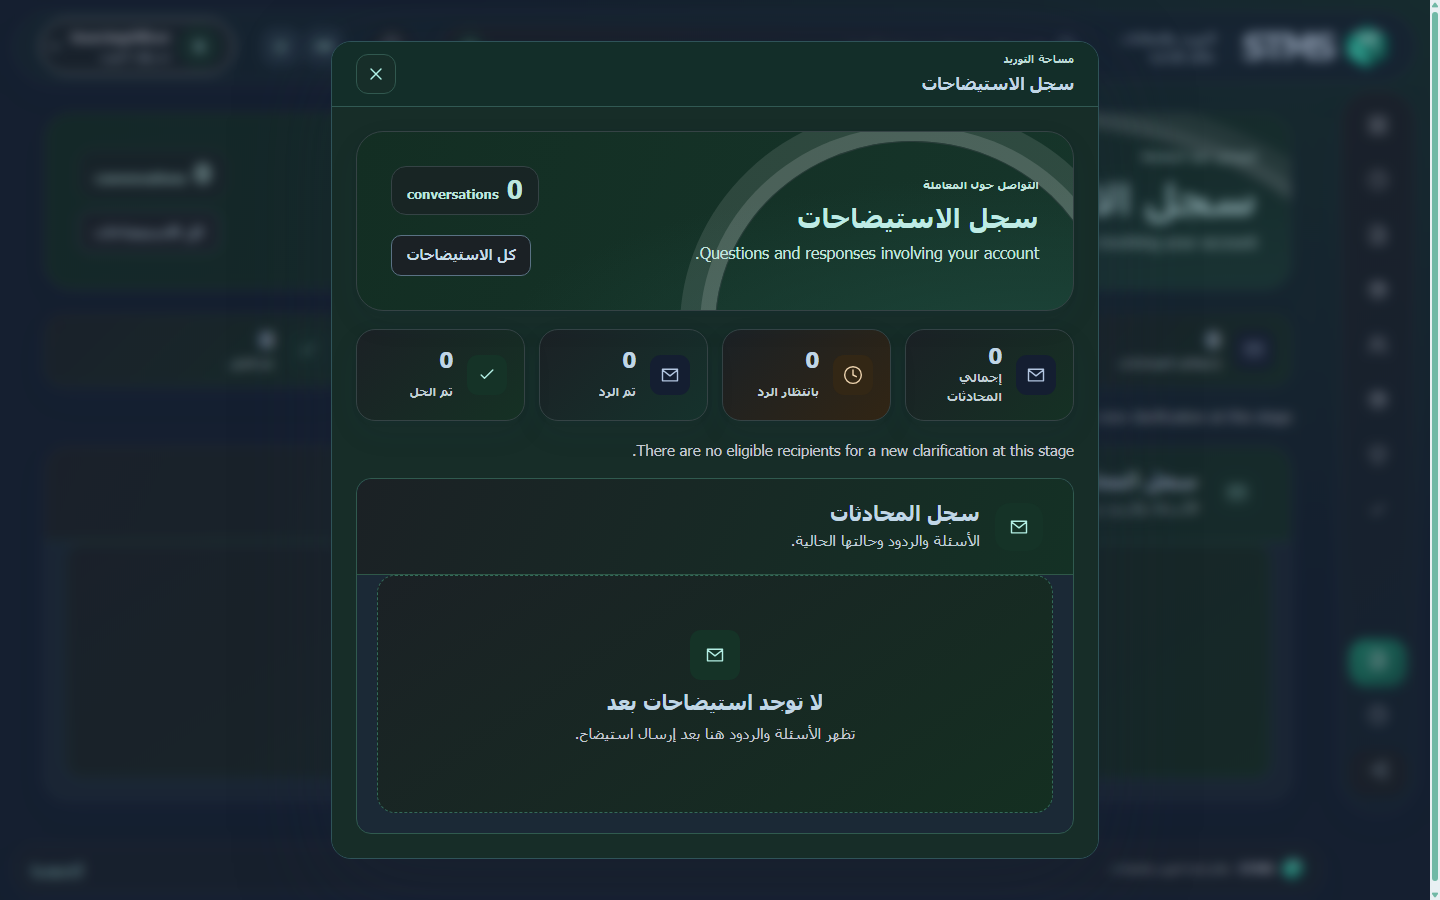 STMS
مساحة التوريد
سجل الاستيضاحات
التواصل حول المعاملة
سجل الاستيضاحات
Questions and responses involving your account.
0 conversations
كل الاستيضاحات
0
إجمالي
المحادثات
0
بانتظار الرد
0
تم الرد
0
تم الحل
There are no eligible recipients for a new clarification at this stage.
سجل المحادثات
الأسئلة والردود وحالتها الحالية.
لا توجد استيضاحات بعد
تظهر الأسئلة والردود هنا بعد إرسال استيضاح.